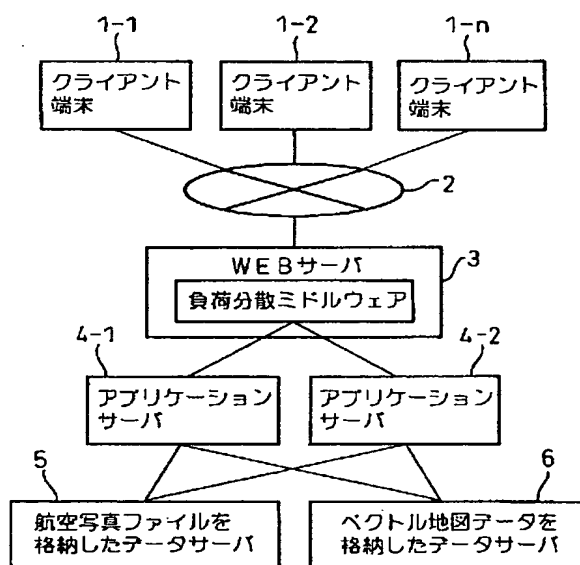 1-1
1-2
1-n
クライアント
端末
クライアント
端末
クライアント
端末
2
WEBサーバ
3
負荷分散ミドルウェア
4-1
4-2
アプリケーション
サーバ
アプリケーション
サーバ
5
6
航空写真ファイルを
格納したデータサーバ
ベクトル地図データを
格納したデータサーバ